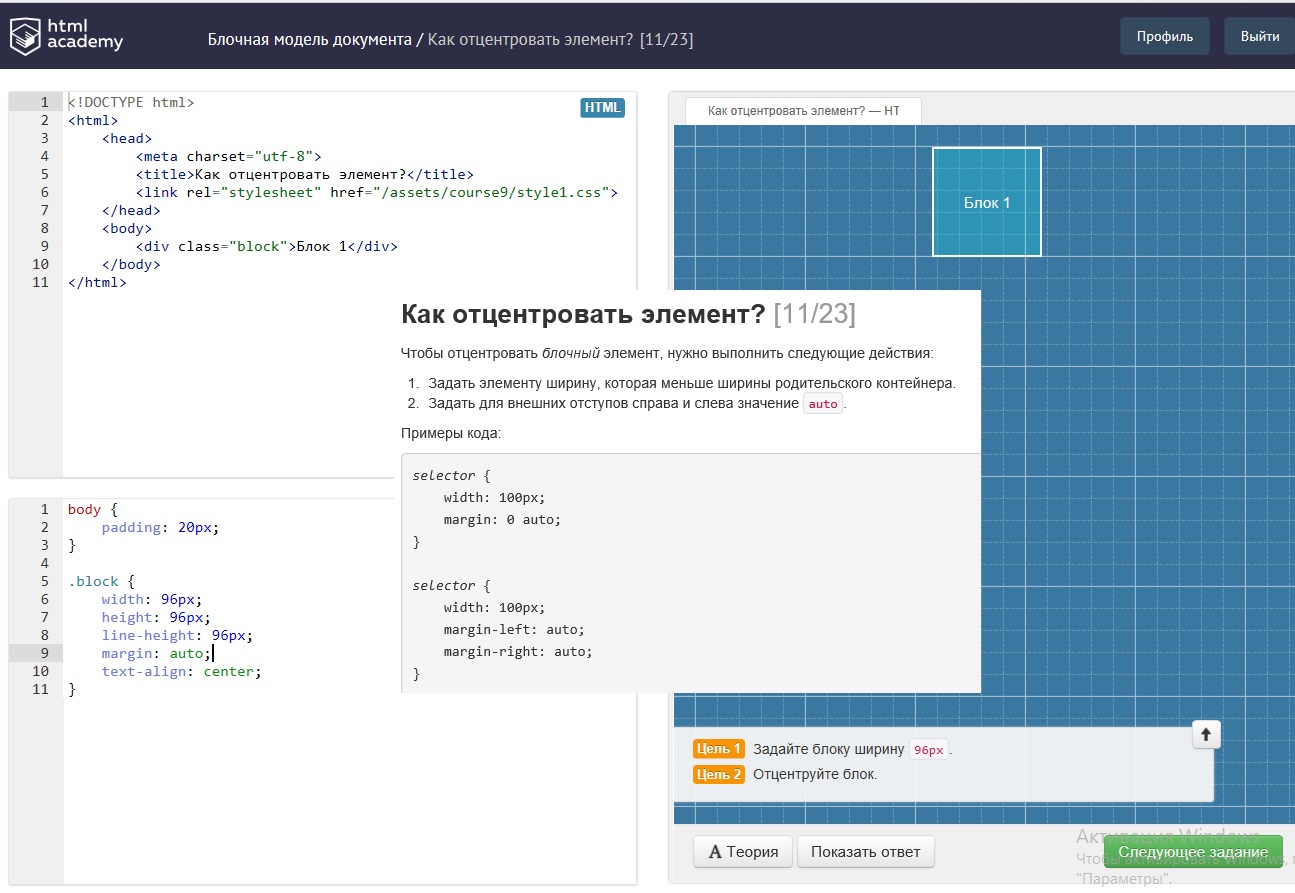 html
academy
Блочная модель документа / Как отцентровать элемент? [11/23]
Профиль
Выйти
1 <!DOCTYPE html>
2 <html>
3 <head>
4 <meta charset="utf-8">
5 <title>Как отцентровать элемент?</title>
6 <link rel="stylesheet" href="/assets/course9/style1.css">
7 </head>
8 <body>
9 <div class="block">Блок 1</div>
10 </body>
11 </html>
HTML
Как отцентровать элемент? — HT
Блок 1
Как отцентровать элемент? [11/23]
Чтобы отцентровать блочный элемент, нужно выполнить следующие действия:
1. Задать элементу ширину, которая меньше ширины родительского контейнера.
2. Задать для внешних отступов справа и слева значение auto.
Примеры кода:
selector {
width: 100px;
margin: 0 auto;
}
selector {
width: 100px;
margin-left: auto;
margin-right: auto;
}
1 body {
2 padding: 20px;
3 }
4
5 .block {
6 width: 96px;
7 height: 96px;
8 line-height: 96px;
9 margin: auto;
10 text-align: center;
11 }
Цель 1 Задайте блоку ширину 96px.
Цель 2 Отцентруйте блок.
A Теория
Показать ответ
Следующее задание
Активация Windows
Чтобы активировать Windows,
"Параметры".